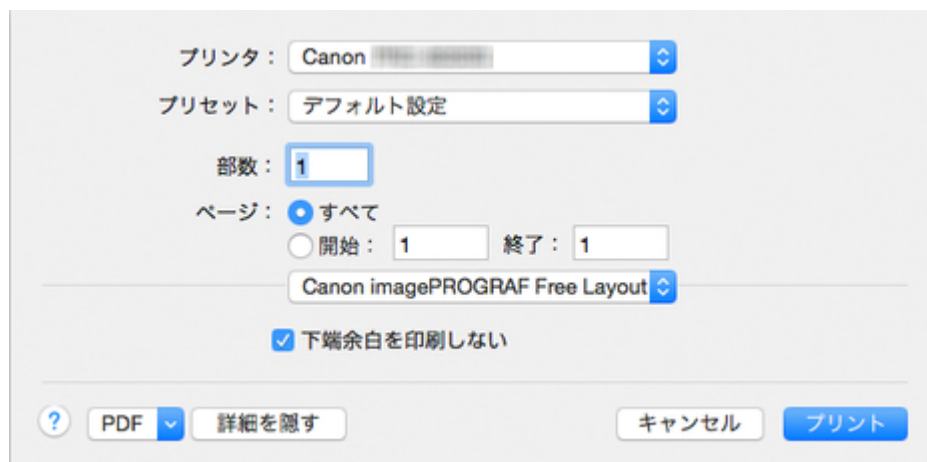 プリンタ： Canon
プリセット： デフォルト設定
部数： 1
ページ： すべて
開始： 1 終了： 1
Canon imagePROGRAF Free Layout
下端余白を印刷しない
? PDF 詳細を隠す キャンセル プリント